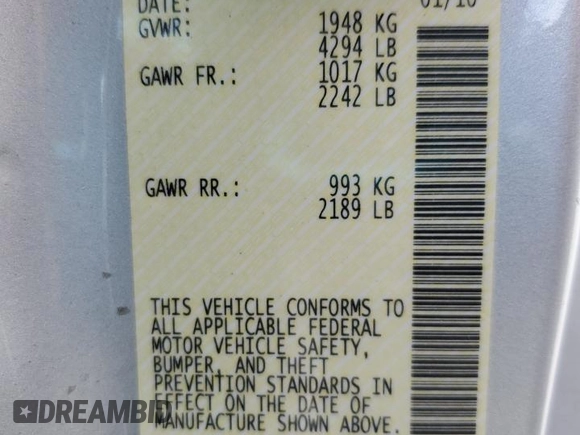 DATE: 01/10
GVWR: 1948 KG
4294 LB
GAWR FR.: 1017 KG
2242 LB
GAWR RR.: 993 KG
2189 LB
THIS VEHICLE CONFORMS TO
ALL APPLICABLE FEDERAL
MOTOR VEHICLE SAFETY,
BUMPER, AND THEFT
PREVENTION STANDARDS IN
EFFECT ON THE DATE OF
MANUFACTURE SHOWN ABOVE.
DREAMBID